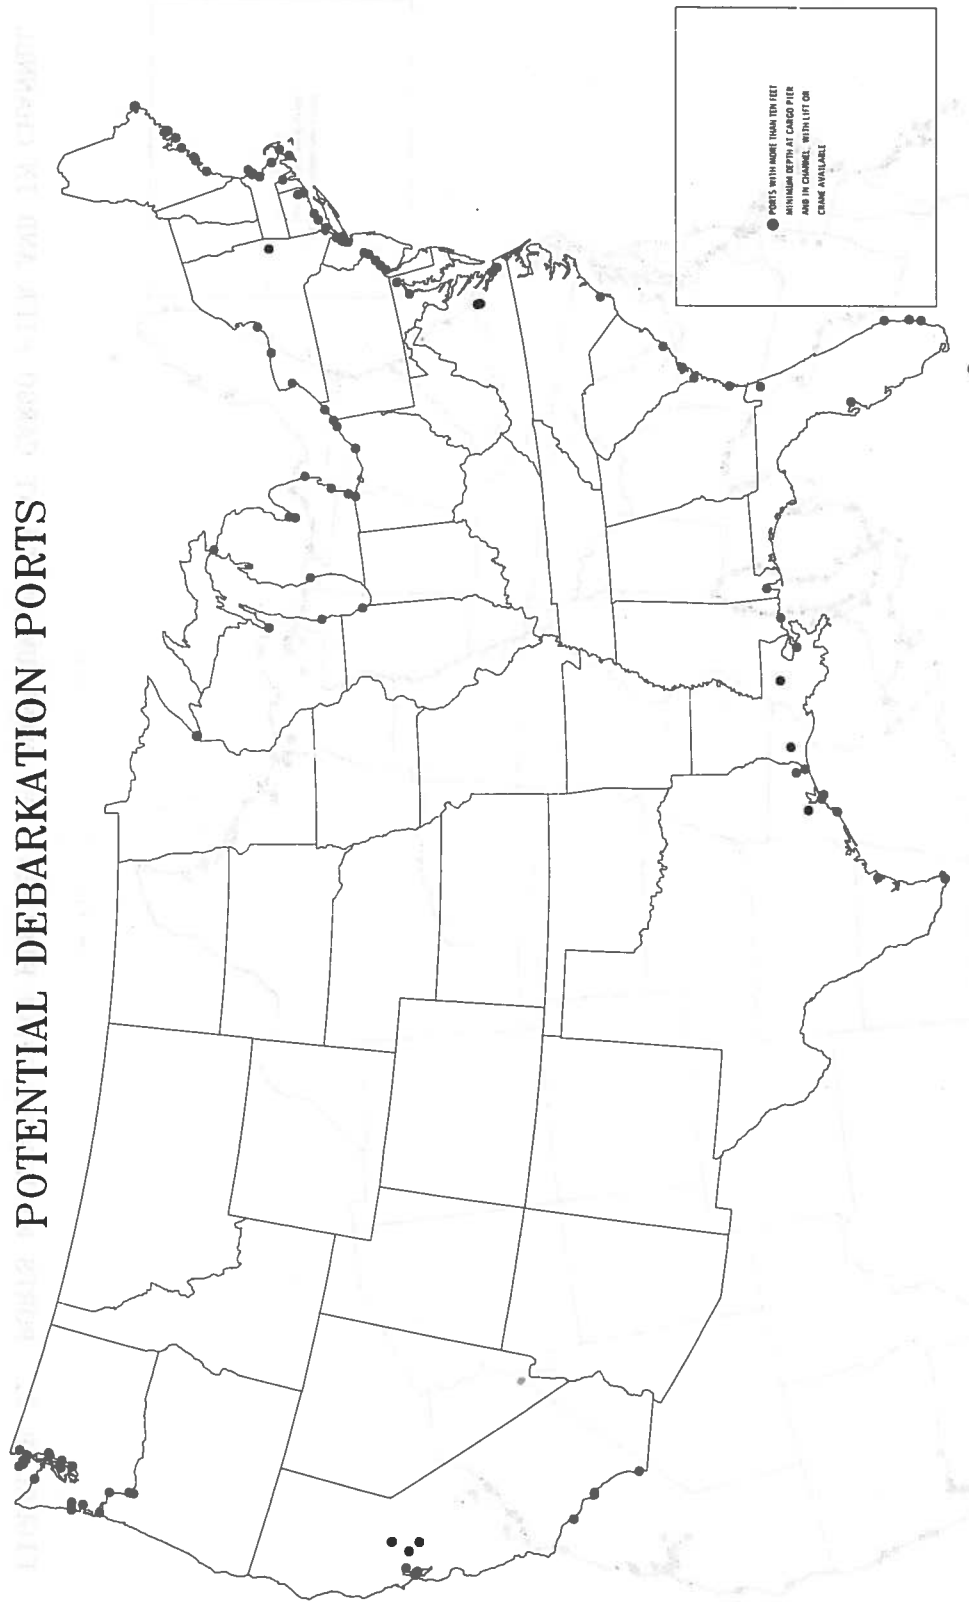 POTENTIAL DEBARKATION PORTS
PORTS WITH MORE THAN TEN FEET
MINIMUM DEPTH AT CARGO PIER
AND IN CHANNEL, WITH LIFT OR
CRANE AVAILABLE